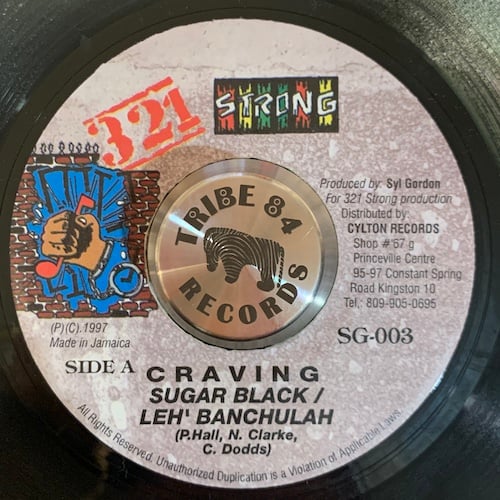 321
STRONG
TRIBE 84
RECORDS
Produced by: Syl Gordon
For 321 Strong production
Distributed by:
CYLTON RECORDS
Shop #'67 g
Princeville Centre
95-97 Constant Spring
Road Kingston 10
Tel,: 809-905-0695
(P)(C).1997
Made in Jamaica
SG-003
SIDE A
CRAVING
SUGAR BLACK /
LEH' BANCHULAH
(P.Hall, N. Clarke,
C. Dodds)
All Rights Reserved. Unauthorized Duplication is a Violation of Applicable Laws.